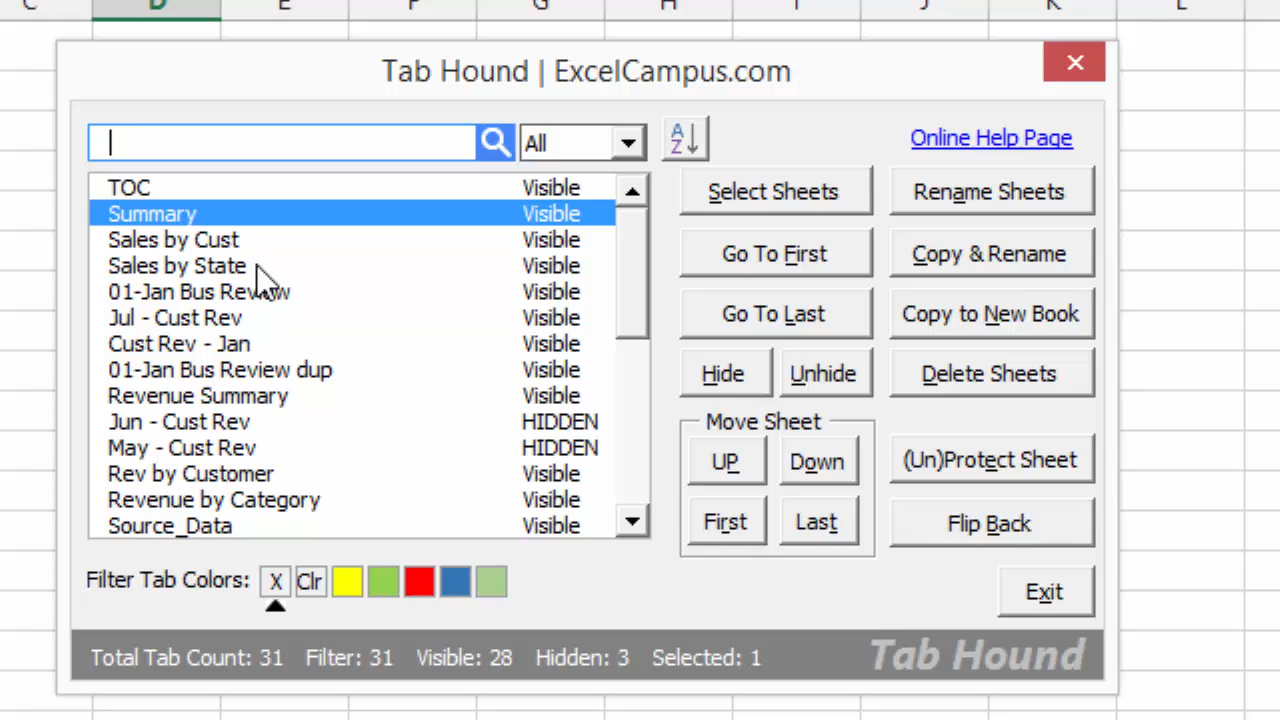 C D E F G H I J K L
Tab Hound | ExcelCampus.com
All
A
Z
Online Help Page
TOC Visible
Summary Visible
Sales by Cust Visible
Sales by State Visible
01-Jan Bus Review Visible
Jul - Cust Rev Visible
Cust Rev - Jan Visible
01-Jan Bus Review dup Visible
Revenue Summary Visible
Jun - Cust Rev HIDDEN
May - Cust Rev HIDDEN
Rev by Customer Visible
Revenue by Category Visible
Source_Data Visible
Select Sheets
Rename Sheets
Go To First
Copy & Rename
Go To Last
Copy to New Book
Hide
Unhide
Delete Sheets
Move Sheet
UP
Down
(Un)Protect Sheet
First
Last
Flip Back
Filter Tab Colors: X Clr
Exit
Total Tab Count: 31 Filter: 31 Visible: 28 Hidden: 3 Selected: 1
Tab Hound